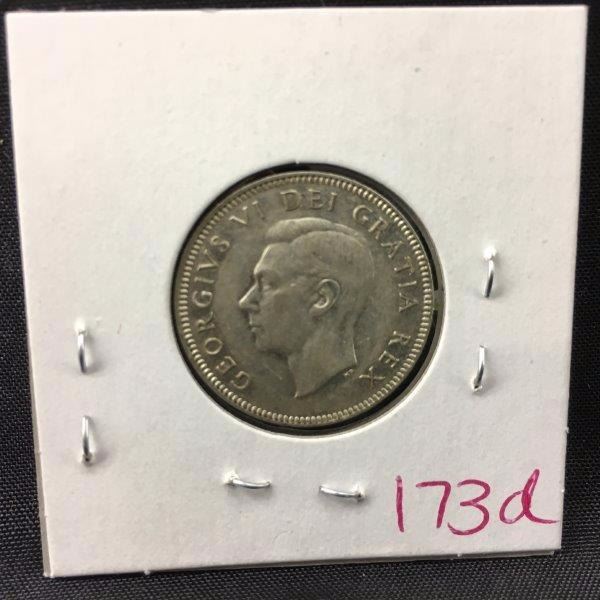 GEORGIVS VI DEI GRATIA REX
173d